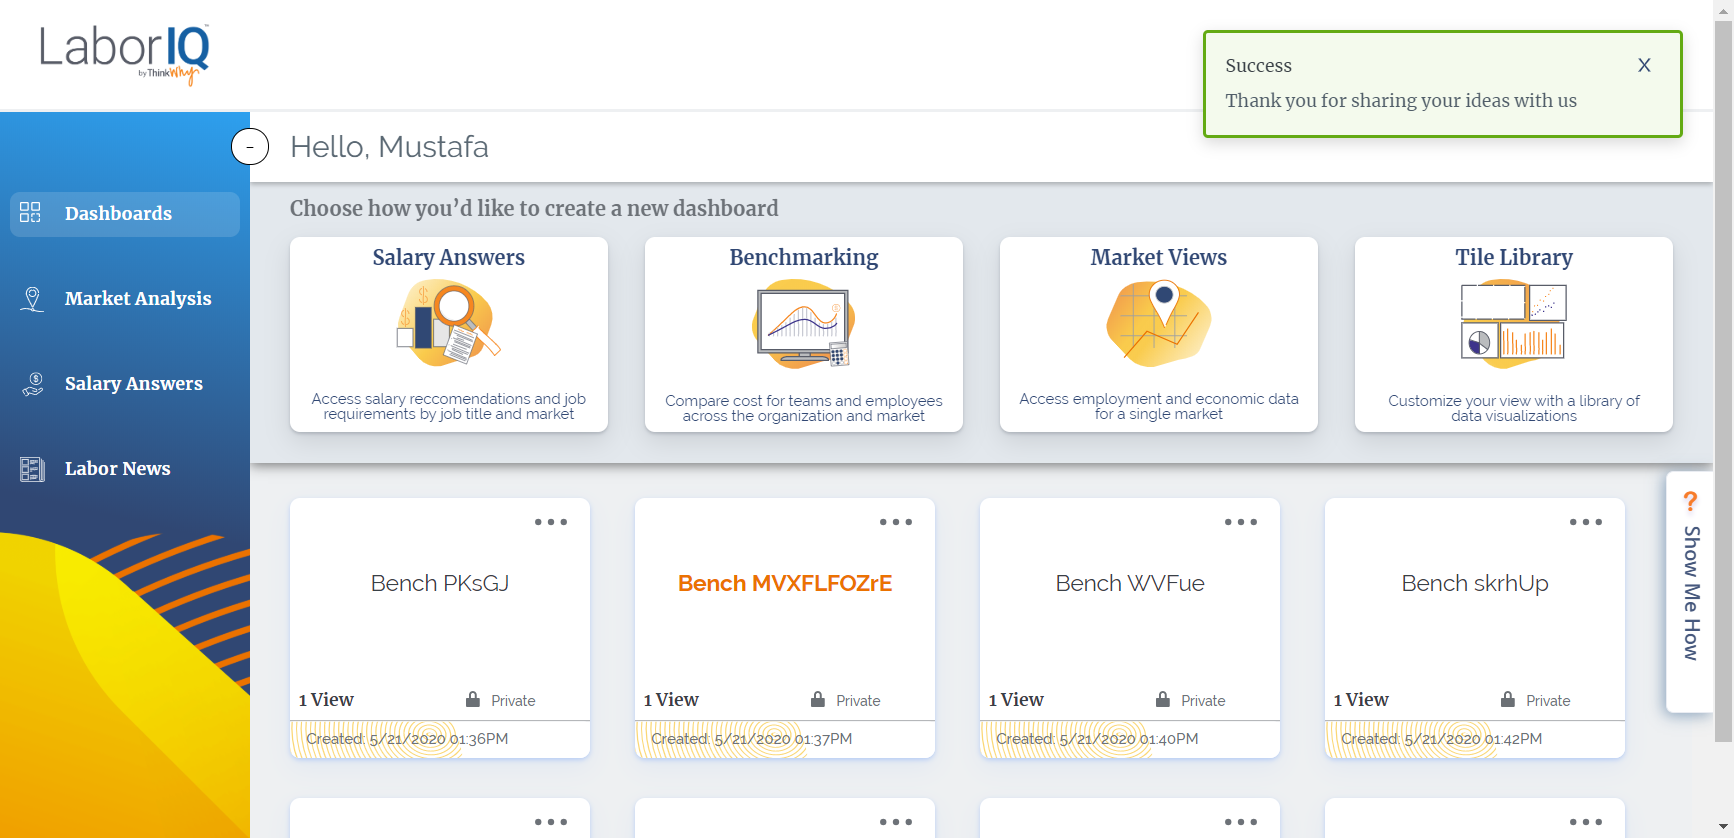 LaborIQ
by ThinkWhy
Success
X
Thank you for sharing your ideas with us
-
Hello, Mustafa
Dashboards
Market Analysis
Salary Answers
Labor News
Choose how you’d like to create a new dashboard
Salary Answers
Access salary reccomendations and job
requirements by job title and market
Benchmarking
Compare cost for teams and employees
across the organization and market
Market Views
Access employment and economic data
for a single market
Tile Library
Customize your view with a library of
data visualizations
? Show Me How
Bench PKsGJ
1 View
Private
Created: 5/21/2020 01:36PM
Bench MVXFLFOZrE
1 View
Private
Created: 5/21/2020 01:37PM
Bench WVFue
1 View
Private
Created: 5/21/2020 01:40PM
Bench skrhUp
1 View
Private
Created: 5/21/2020 01:42PM